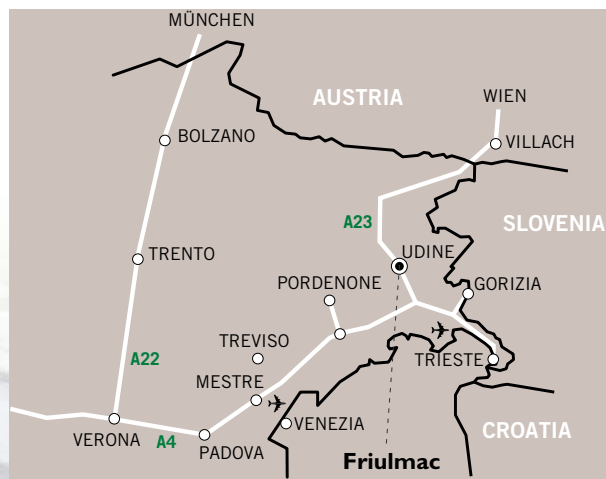 MÜNCHEN
AUSTRIA
WIEN
BOLZANO
VILLACH
A23
SLOVENIA
TRENTO
UDINE
PORDENONE
GORIZIA
TREVISO
A22
MESTRE
TRIESTE
VERONA
A4
PADOVA
VENEZIA
CROATIA
Friulmac